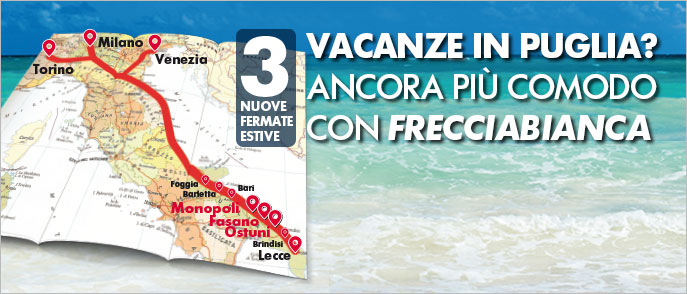 Milano
Torino
Venezia
3
NUOVE
FERMATE
ESTIVE
VACANZE IN PUGLIA?
ANCORA PIÙ COMODO
CON FRECCIABIANCA
Foggia
Barletta
Bari
Monopoli
Fasano
Ostuni
Brindisi
Lecce
BASILICATA